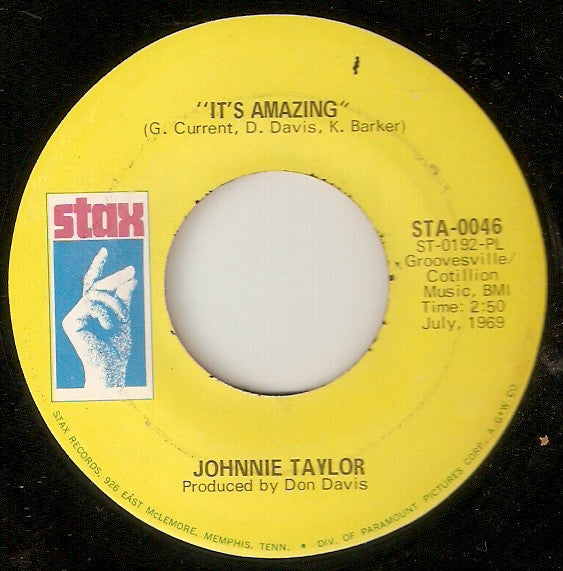 "IT'S AMAZING"
(G. Current, D. Davis, K. Barker)
stax
STA-0046
ST-0192-PL
Groovesville/
Cotillion
Music, BMI
Time: 2:50
July, 1969
JOHNNIE TAYLOR
Produced by Don Davis
STAX RECORDS, 926 EAST McLEMORE, MEMPHIS, TENN. • DIV. OF PARAMOUNT PICTURES CORP., A G+W CO